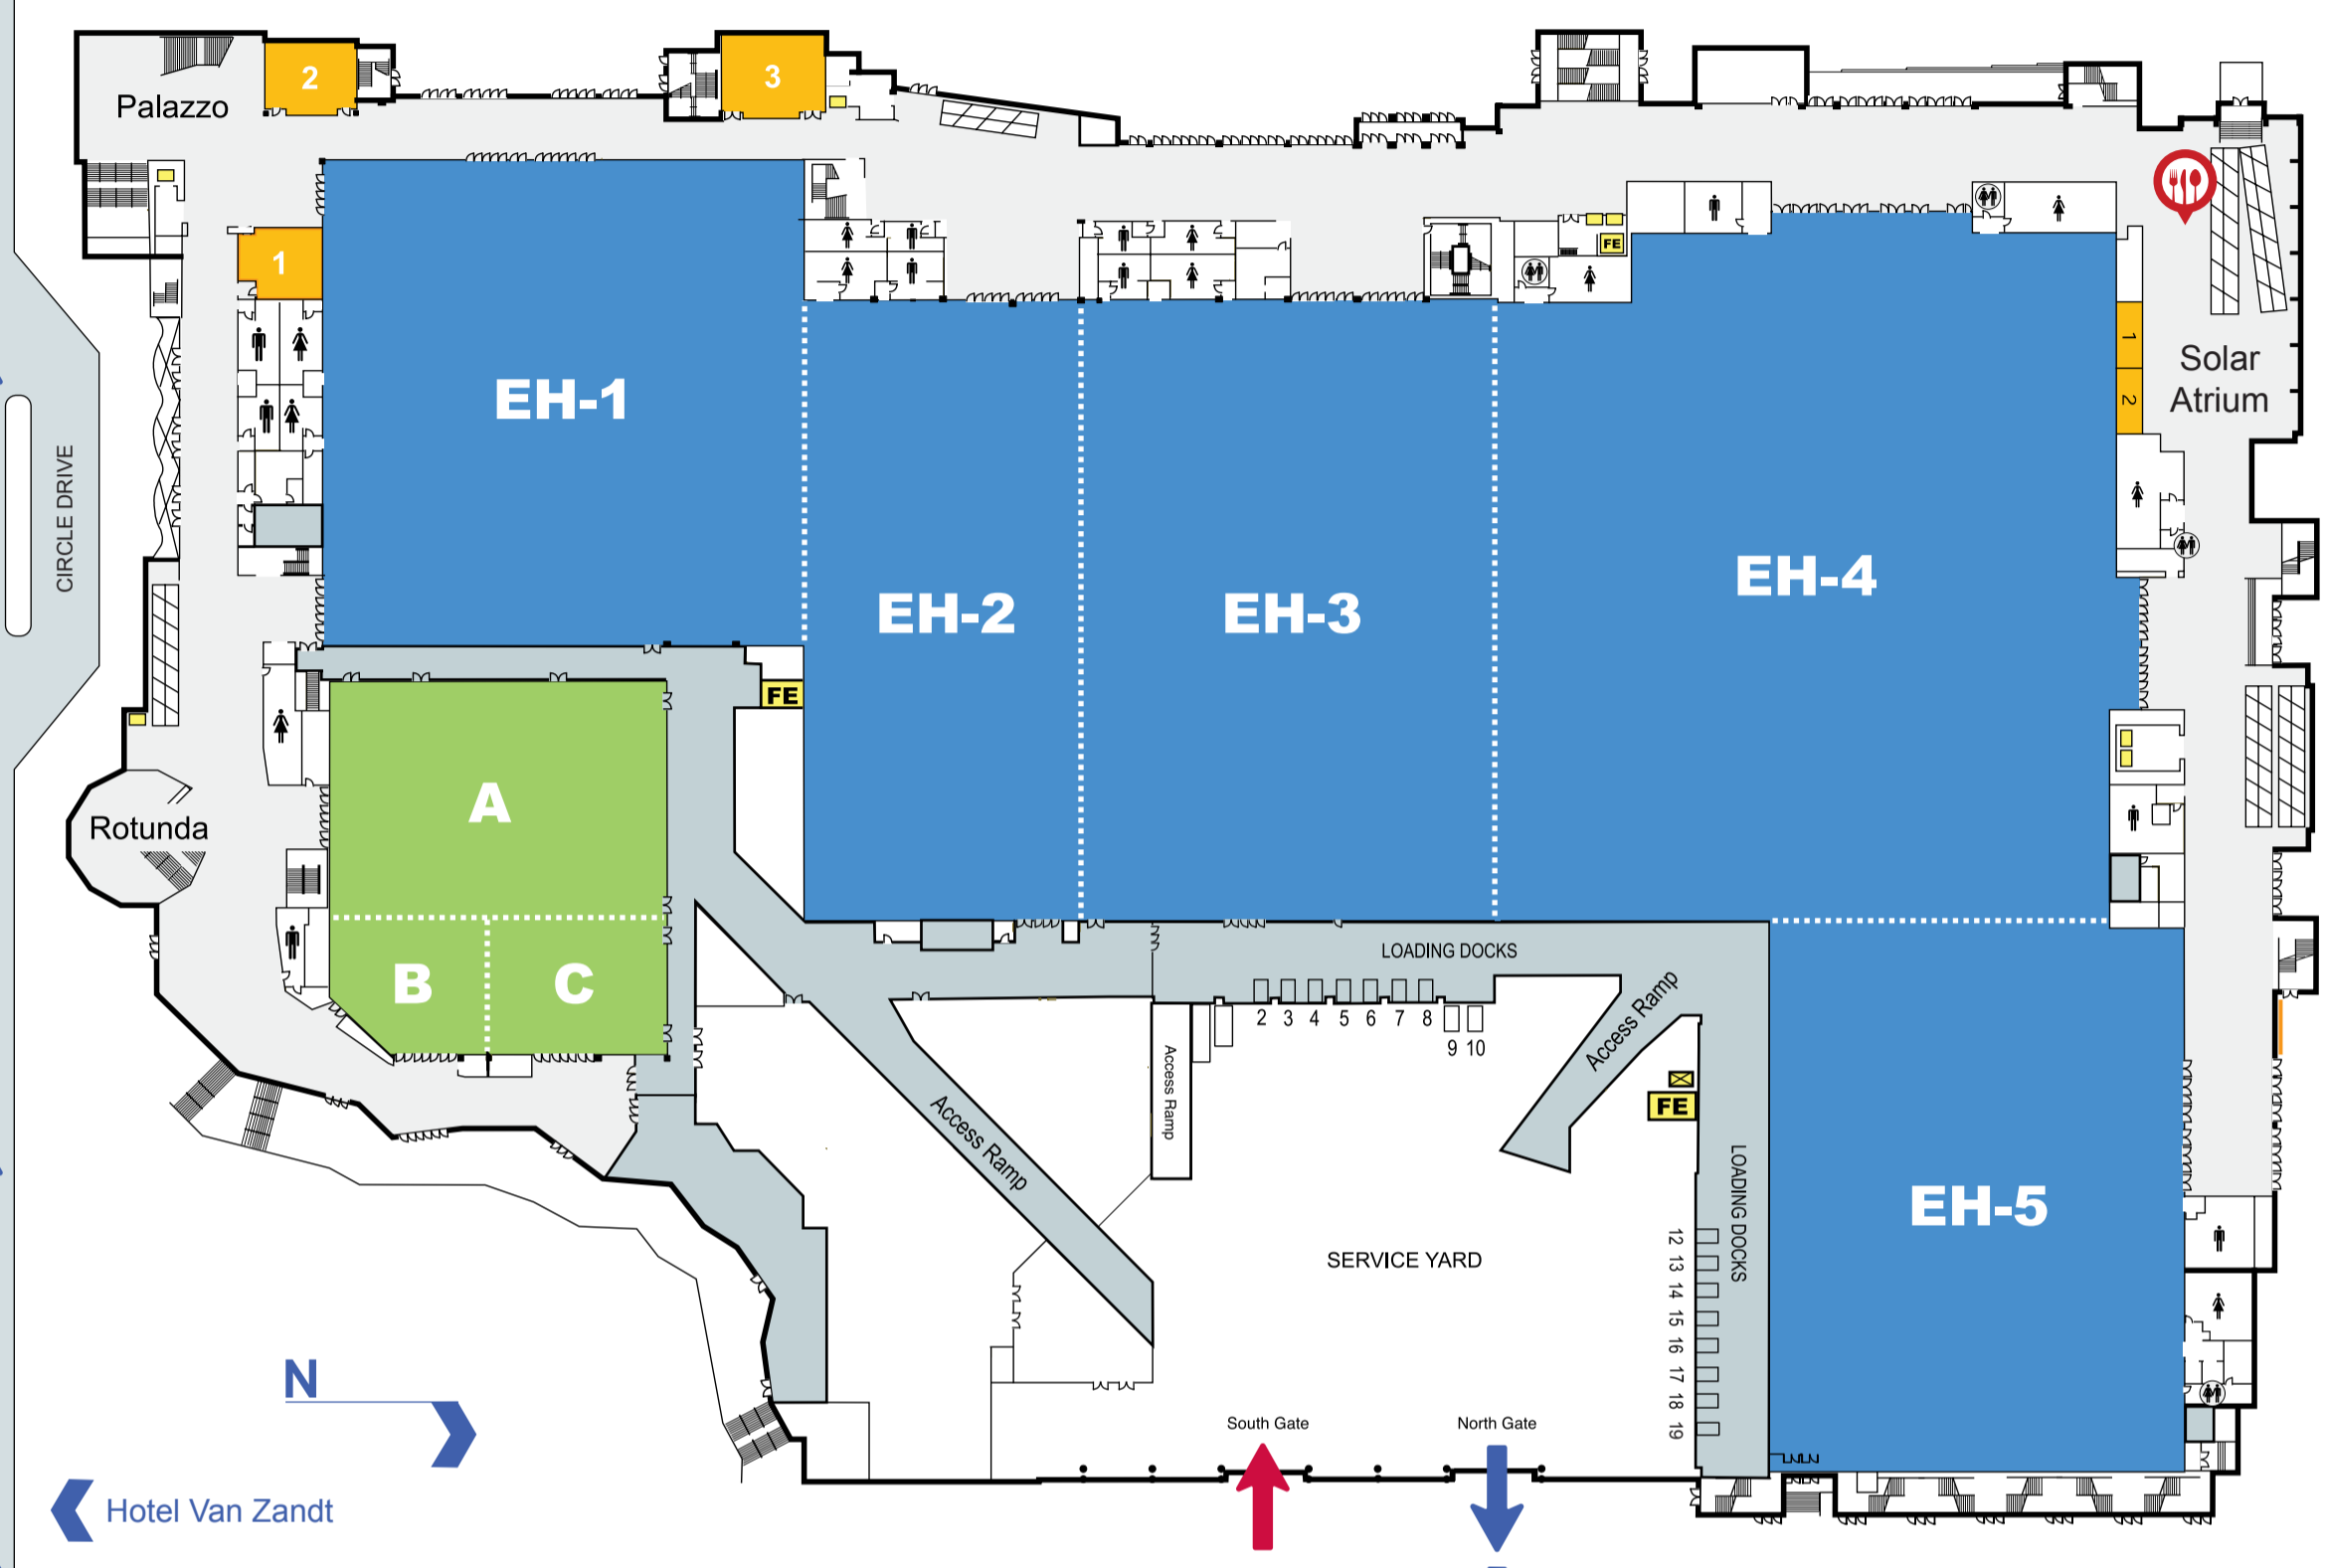 2
3
Palazzo
1
FE
EH-1
1
2
Solar
Atrium
CIRCLE DRIVE
EH-2
EH-3
EH-4
FE
A
Rotunda
B
C
LOADING DOCKS
2
3
4
5
6
7
8
9
10
Access Ramp
Access Ramp
Access Ramp
FE
LOADING DOCKS
EH-5
SERVICE YARD
12
13
14
15
16
17
18
19
N
South Gate
North Gate
Hotel Van Zandt